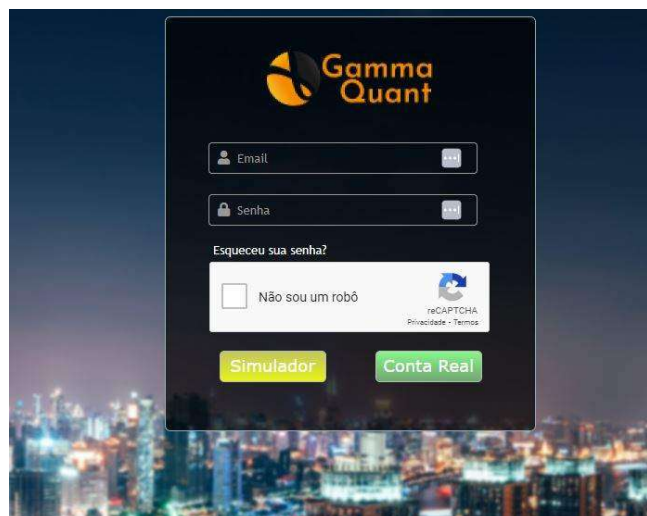 Gamma
Quant
Email
Senha
Esqueceu sua senha?
Não sou um robô
reCAPTCHA
Privacidade - Termos
Simulador
Conta Real